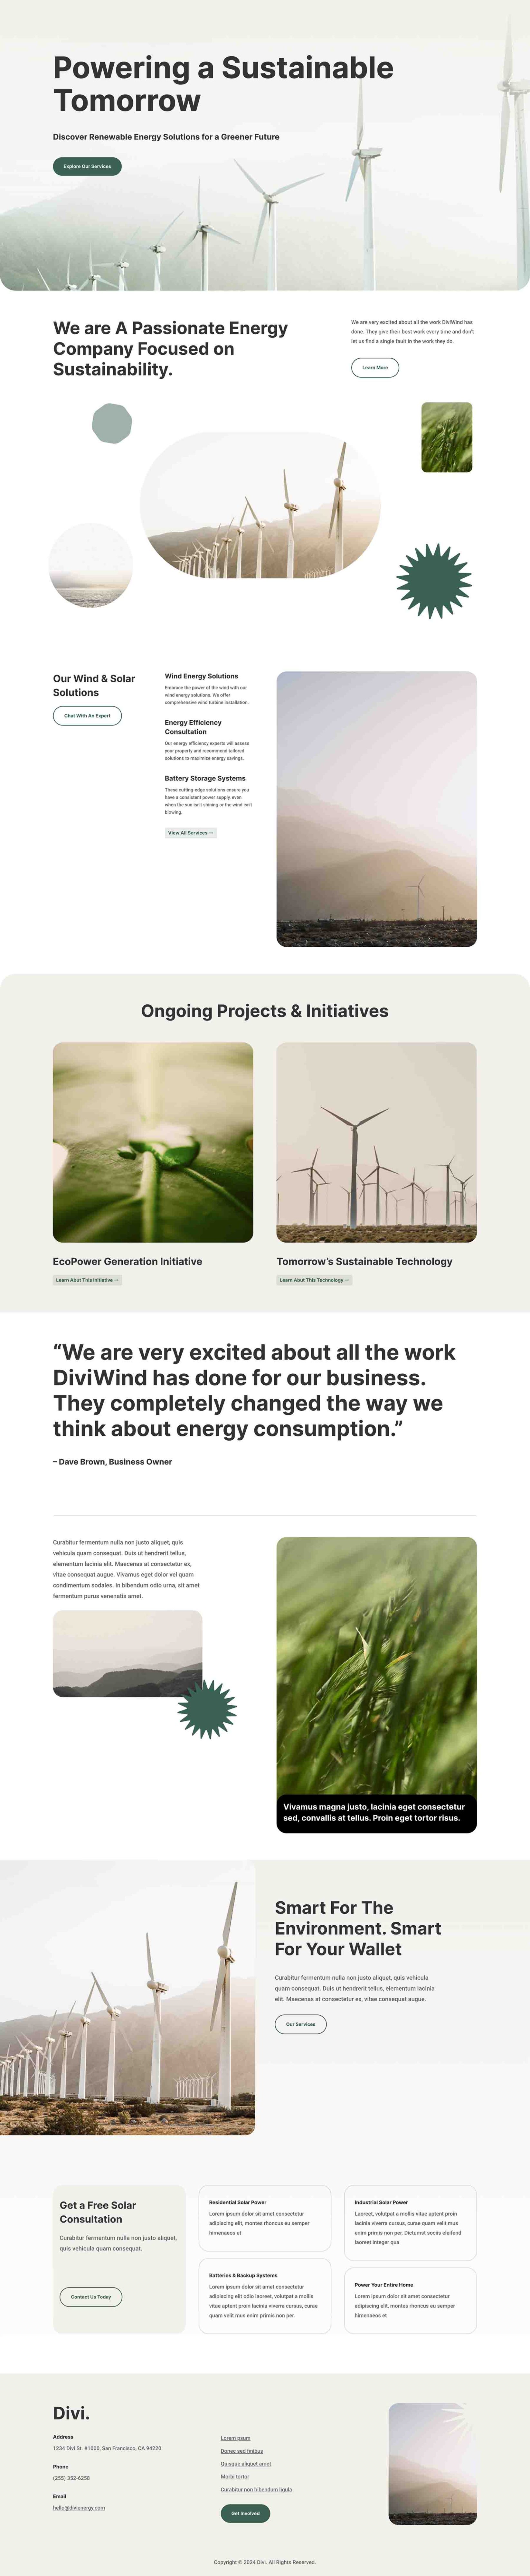 Powering a Sustainable
Tomorrow
Discover Renewable Energy Solutions for a Greener Future
Explore Our Services
We are A Passionate Energy
Company Focused on
Sustainability.
We are very excited about all the work DiviWind has
done. They give their best work every time and don't
let us find a single fault in the work they do.
Learn More
Our Wind & Solar
Solutions
Chat With An Expert
Wind Energy Solutions
Embrace the power of the wind with our
wind energy solutions. We offer
comprehensive wind turbine installation.
Energy Efficiency
Consultation
Our energy efficiency experts will assess
your property and recommend tailored
solutions to maximize energy savings.
Battery Storage Systems
These cutting-edge solutions ensure you
have a consistent power supply, even
when the sun isn't shining or the wind isn't
blowing.
View All Services →
Ongoing Projects & Initiatives
EcoPower Generation Initiative
Learn Abut This Initiative →
Tomorrow’s Sustainable Technology
Learn Abut This Technology →
“We are very excited about all the work
DiviWind has done for our business.
They completely changed the way we
think about energy consumption.”
– Dave Brown, Business Owner
Curabitur fermentum nulla non justo aliquet, quis
vehicula quam consequat. Duis ut hendrerit tellus,
elementum lacinia elit. Maecenas at consectetur ex,
vitae consequat augue. Vivamus eget dolor vel quam
condimentum sodales. In bibendum odio urna, sit amet
fermentum purus venenatis amet.
Vivamus magna justo, lacinia eget consectetur
sed, convallis at tellus. Proin eget tortor risus.
Smart For The
Environment. Smart
For Your Wallet
Curabitur fermentum nulla non justo aliquet, quis vehicula
quam consequat. Duis ut hendrerit tellus, elementum lacinia
elit. Maecenas at consectetur ex, vitae consequat augue.
Our Services
Get a Free Solar
Consultation
Curabitur fermentum nulla non justo aliquet,
quis vehicula quam consequat.
Contact Us Today
Residential Solar Power
Lorem ipsum dolor sit amet consectetur
adipiscing elit, montes rhoncus eu semper
himenaeos et
Batteries & Backup Systems
Lorem ipsum dolor sit amet consectetur
adipiscing elit odio laoreet, volutpat a mollis
vitae aptent proin lacinia viverra cursus, curae
quam velit mus enim primis non per.
Industrial Solar Power
Laoreet, volutpat a mollis vitae aptent proin
lacinia viverra cursus, curae quam velit mus
enim primis non per. Dictumst sociis eleifend
laoreet integer quis
Power Your Entire Home
Lorem ipsum dolor sit amet consectetur
adipiscing elit, montes rhoncus eu semper
himenaeos et
Divi.
Address
1234 Divi St. #1000, San Francisco, CA 94220
Phone
(255) 352-6258
Email
hello@divienergy.com
Lorem ipsum
Donec sed finibus
Quisque aliquet amet
Morbi tortor
Curabitur non bibendum ligula
Get Involved
Copyright © 2024 Divi. All Rights Reserved.